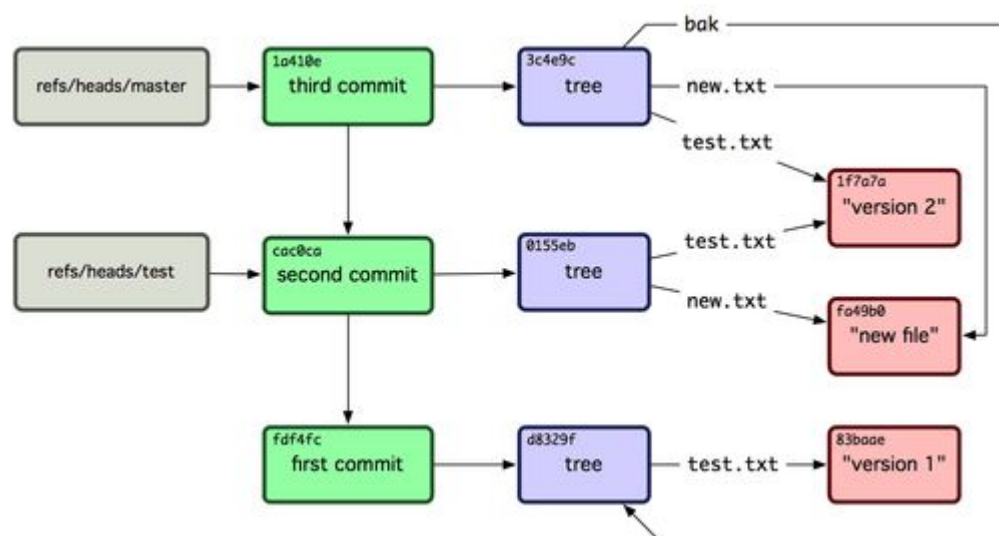 bak
1a410e
3c4e9c
refs/heads/master
third commit
tree
new.txt
test.txt
1f7a7a
"version 2"
cac0ca
0155eb
test.txt
refs/heads/test
second commit
tree
new.txt
fa49b0
"new file"
fdf4fc
d8329f
83baae
first commit
tree
test.txt
"version 1"